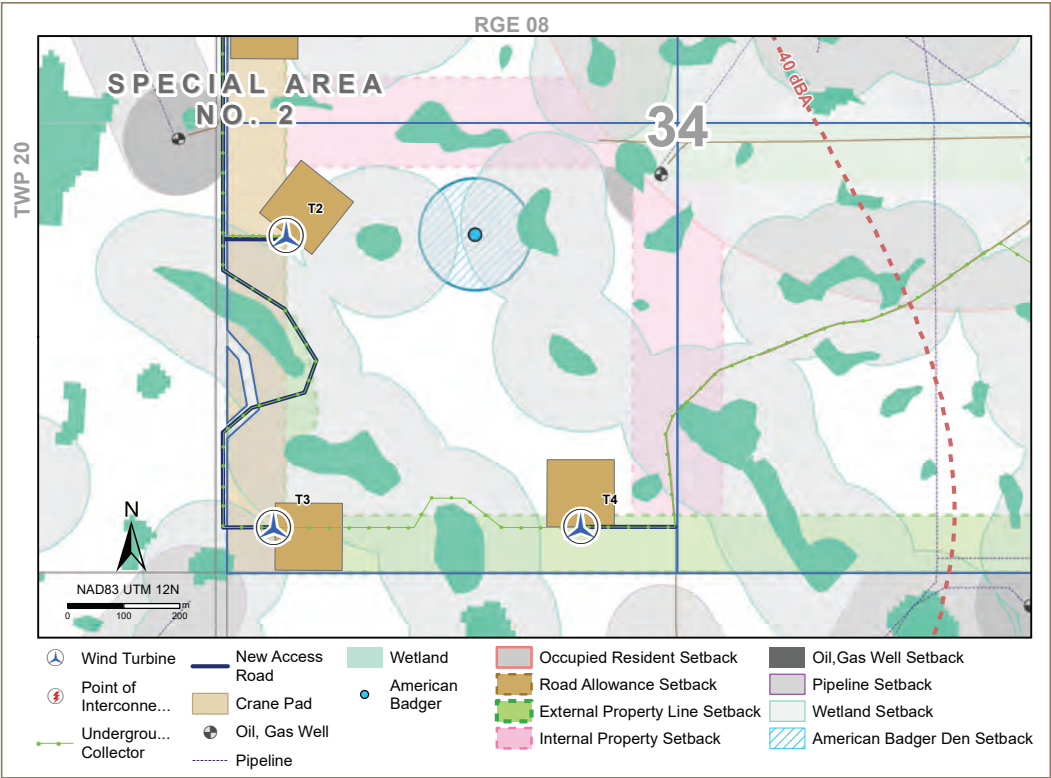 RGE 08
TWP 20
SPECIAL AREA
NO. 2
34
40 dBA
T2
T3
T4
N
NAD83 UTM 12N
m
0 100 200
Wind Turbine
Point of
Interconne...
Undergrou...
Collector
New Access
Road
Crane Pad
Oil, Gas Well
Pipeline
Wetland
American
Badger
Occupied Resident Setback
Road Allowance Setback
External Property Line Setback
Internal Property Setback
Oil,Gas Well Setback
Pipeline Setback
Wetland Setback
American Badger Den Setback